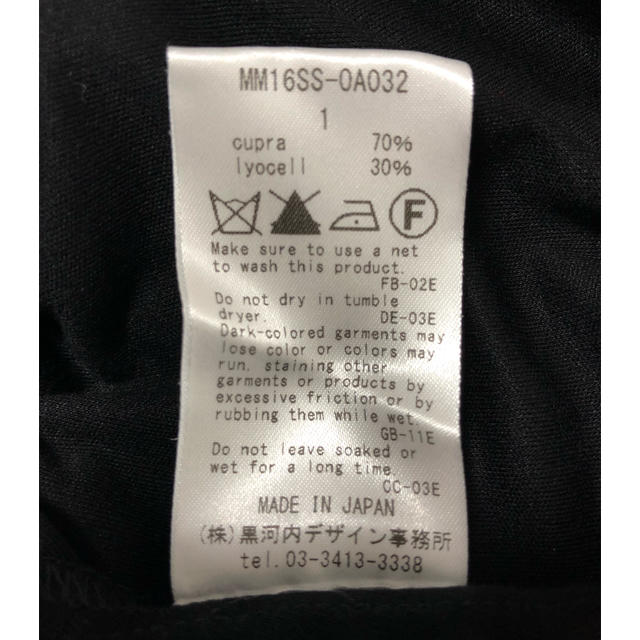 MM16SS-0A032
1
cupra 70%
lyocell 30%
F
Make sure to use a net
to wash this product.
FB-02E
Do not dry in tumble
dryer. DE-03E
Dark-colored garments may
lose color or colors may
run, staining other
garments or products by
excessive friction or by
rubbing them while wet.
GB-11E
Do not leave soaked or
wet for a long time.
CC-03E
MADE IN JAPAN
(株)黒河内デザイン事務所
tel. 03-3413-3338